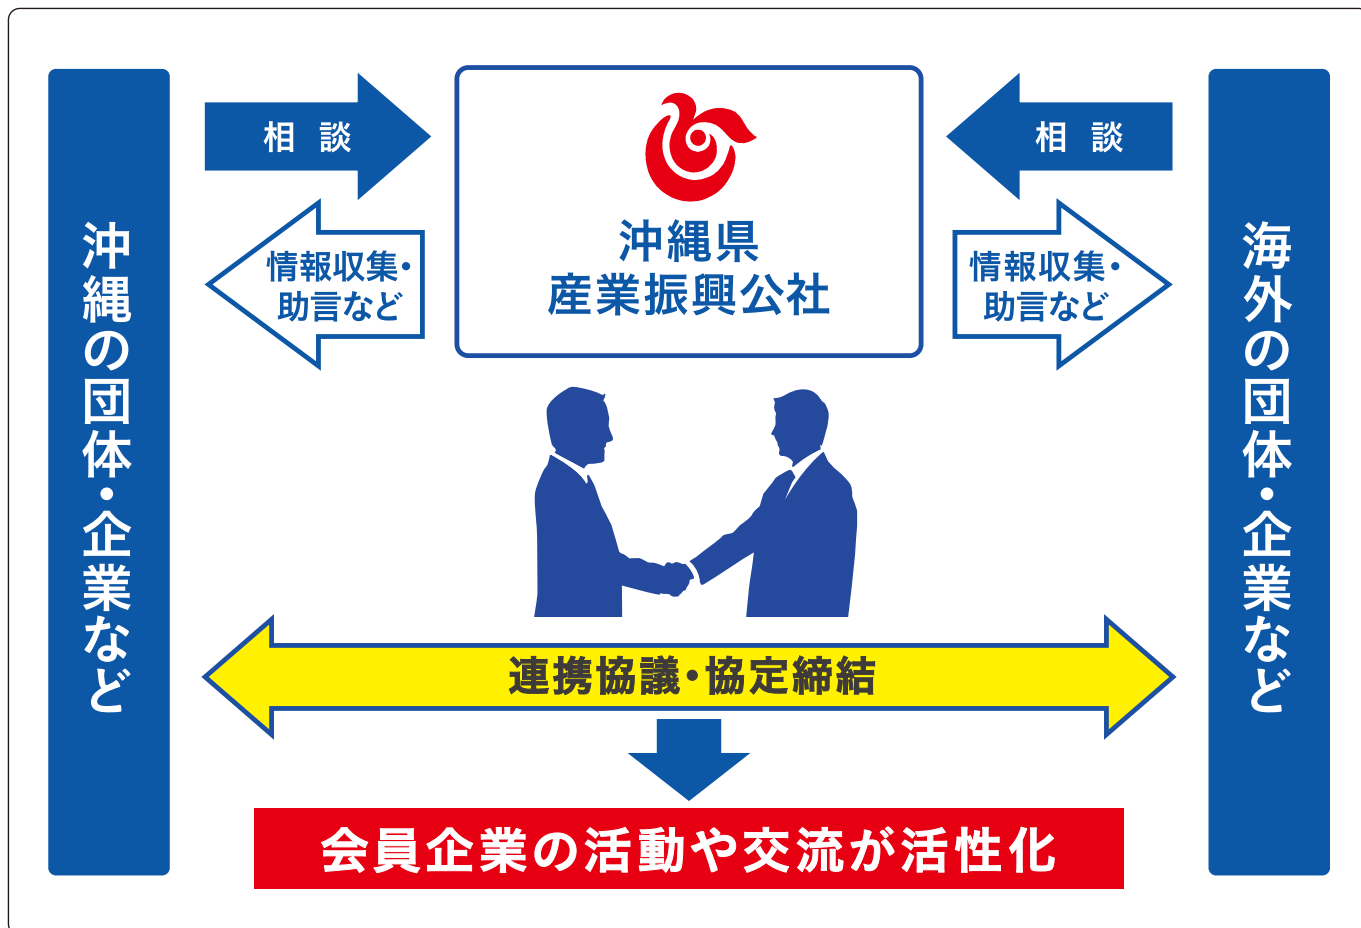 沖縄の団体・企業など
相談
情報収集・
助言など
沖縄県
産業振興公社
相談
情報収集・
助言など
海外の団体・企業など
連携協議・協定締結
会員企業の活動や交流が活性化